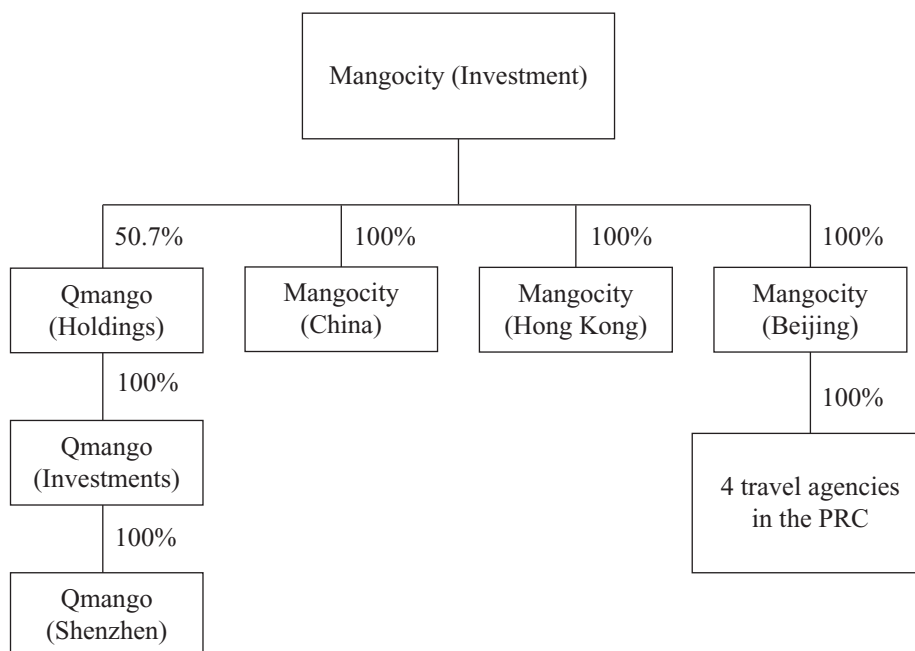 Mangocity (Investment)
50.7%
100%
100%
100%
Qmango
(Holdings)
Mangocity
(China)
Mangocity
(Hong Kong)
Mangocity
(Beijing)
100%
100%
Qmango
(Investments)
4 travel agencies
in the PRC
100%
Qmango
(Shenzhen)